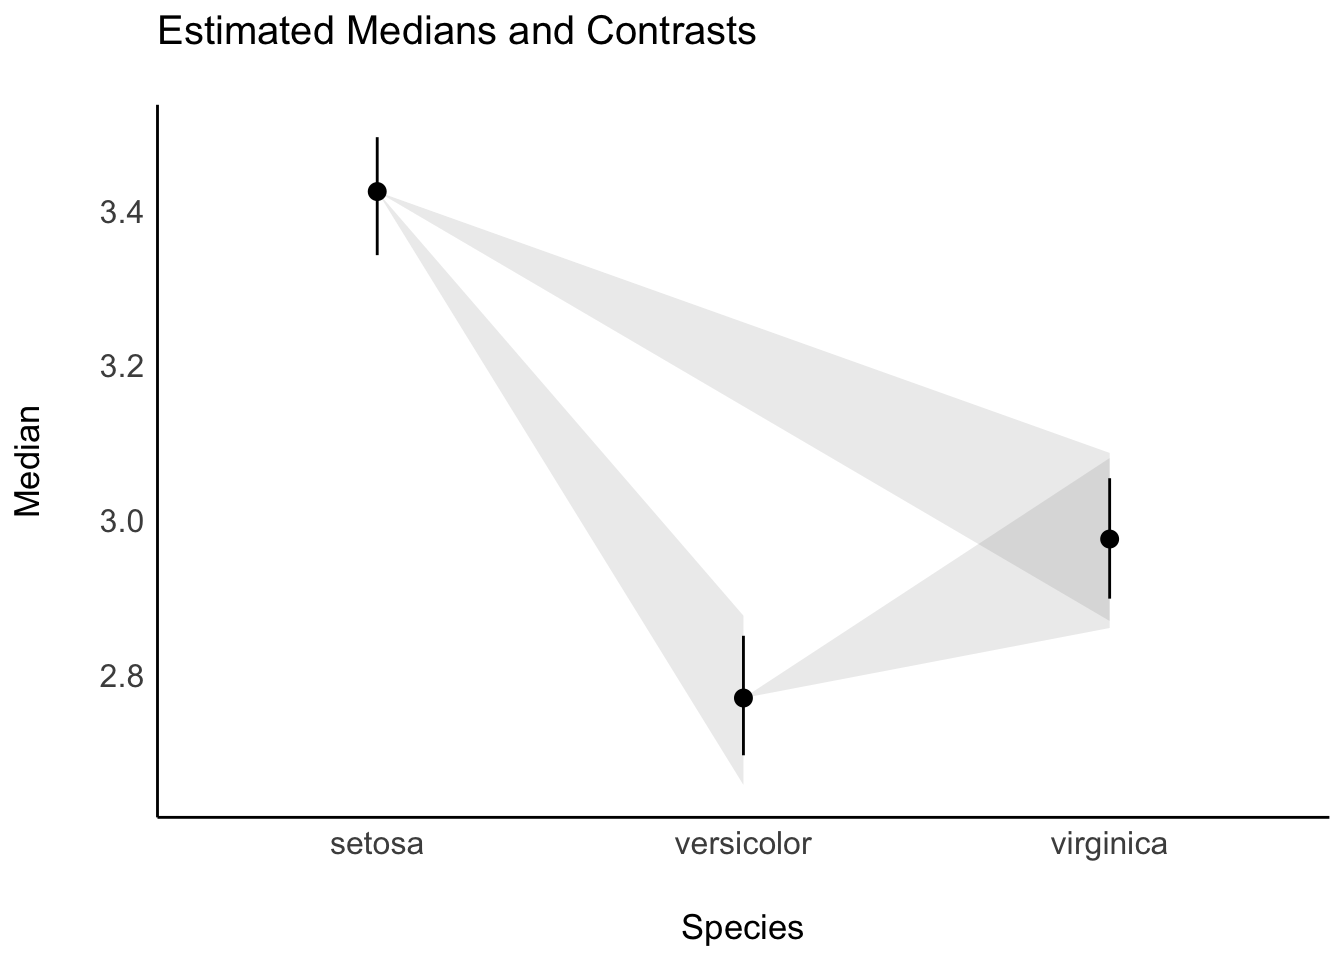 Estimated Medians and Contrasts
Median
3.4
3.2
3.0
2.8
setosa versicolor virginica
Species